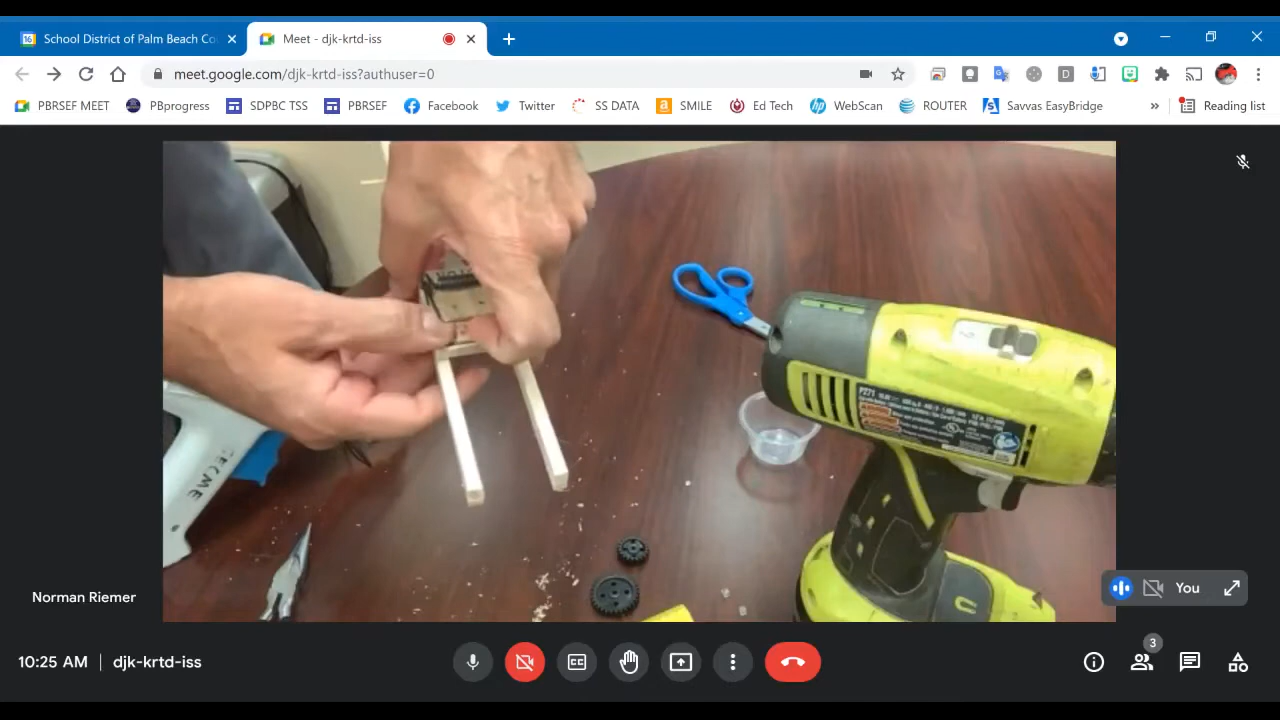 School District of Palm Beach Co
Meet - djk-krtd-iss
meet.google.com/djk-krtd-iss?authuser=0
PBRSEF MEET PBprogress SDPBC TSS PBRSEF Facebook Twitter SS DATA SMILE Ed Tech WebScan ROUTER Savvas EasyBridge » Reading list
P271
TECWE
Norman Riemer
You
10:25 AM | djk-krtd-iss
3